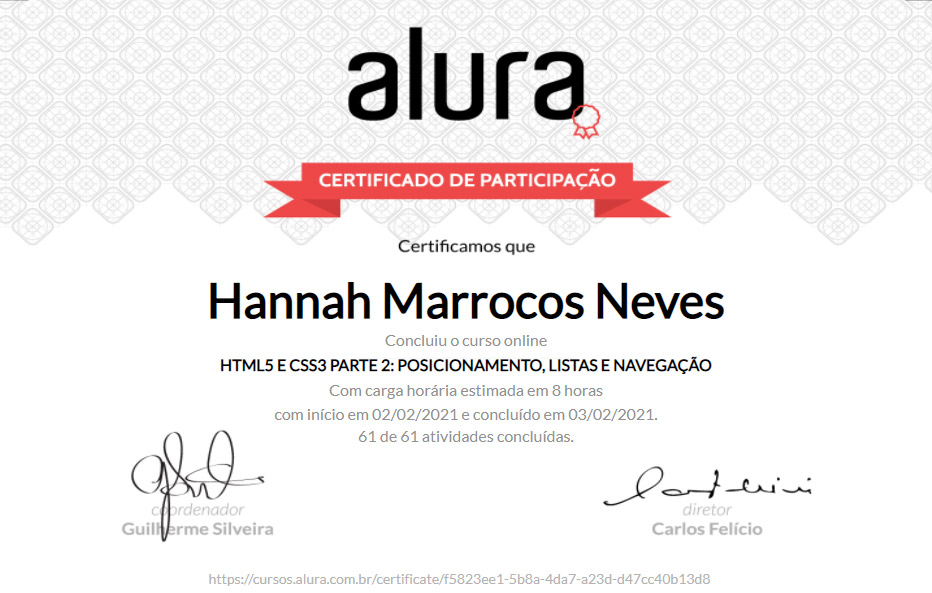 alura
CERTIFICADO DE PARTICIPAÇÃO
Certificamos que
Hannah Marrocos Neves
Concluiu o curso online
HTML5 E CSS3 PARTE 2: POSICIONAMENTO, LISTAS E NAVEGAÇÃO
Com carga horária estimada em 8 horas
com início em 02/02/2021 e concluído em 03/02/2021.
61 de 61 atividades concluídas.
coordenador
Guilherme Silveira
diretor
Carlos Felício
https://cursos.alura.com.br/certificate/f5823ee1-5b8a-4da7-a23d-d47cc40b13d8